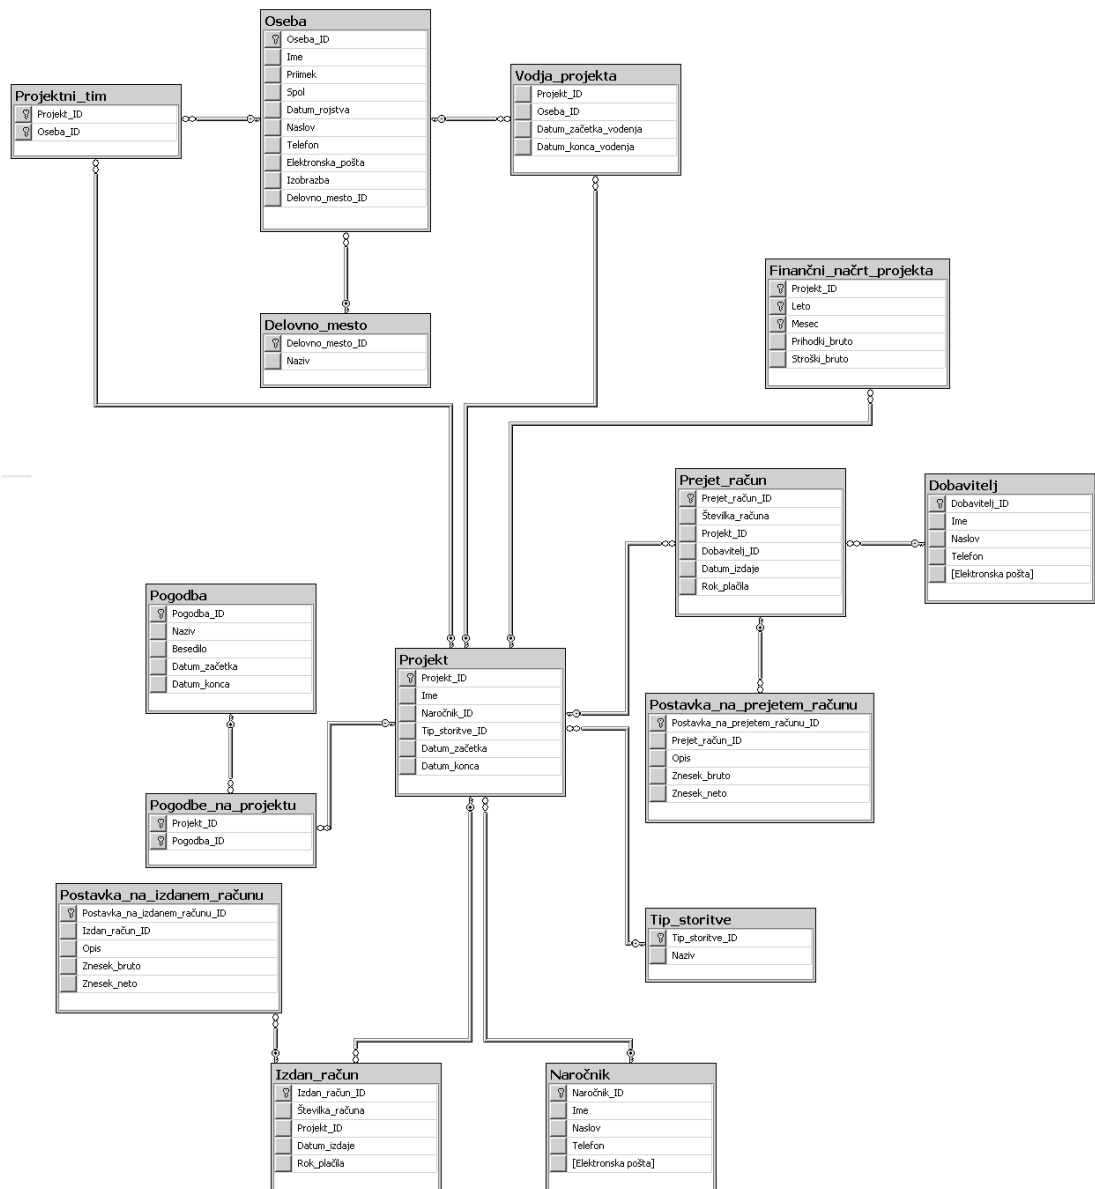 Oseba
Oseba_ID
Ime
Priimek
Spol
Datum_rojstva
Naslov
Telefon
Elektronska_pošta
Izobrazba
Delovno_mesto_ID
Projektni_tim
Projekt_ID
Oseba_ID
Vodja_projekta
Projekt_ID
Oseba_ID
Datum_začetka_vodenja
Datum_konca_vodenja
Delovno_mesto
Delovno_mesto_ID
Naziv
Finančni_načrt_projekta
Projekt_ID
Leto
Mesec
Prihodki_bruto
Stroški_bruto
Prejet_račun
Prejet_račun_ID
Številka_računa
Projekt_ID
Dobavitelj_ID
Datum_izdaje
Rok_plačila
Dobavitelj
Dobavitelj_ID
Ime
Naslov
Telefon
[Elektronska pošta]
Pogodba
Pogodba_ID
Naziv
Besedilo
Datum_začetka
Datum_konca
Projekt
Projekt_ID
Ime
Naročnik_ID
Tip_storitve_ID
Datum_začetka
Datum_konca
Postavka_na_prejetem_računu
Postavka_na_prejetem_računu_ID
Prejet_račun_ID
Opis
Znesek_bruto
Znesek_neto
Pogodbe_na_projektu
Projekt_ID
Pogodba_ID
Postavka_na_izdanem_računu
Postavka_na_izdanem_računu_ID
Izdan_račun_ID
Opis
Znesek_bruto
Znesek_neto
Tip_storitve
Tip_storitve_ID
Naziv
Izdan_račun
Izdan_račun_ID
Številka_računa
Projekt_ID
Datum_izdaje
Rok_plačila
Naročnik
Naročnik_ID
Ime
Naslov
Telefon
[Elektronska pošta]